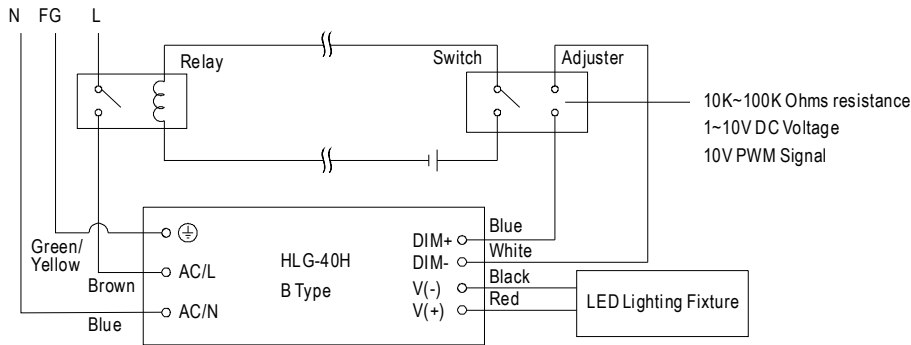 N FG L
Relay
Switch
Adjuster
10K~100K Ohms resistance
1~10V DC Voltage
10V PWM Signal
Green/
Yellow
Brown
Blue
AC/L
AC/N
HLG-40H
B Type
DIM+
DIM-
V(-)
V(+)
Blue
White
Black
Red
LED Lighting Fixture